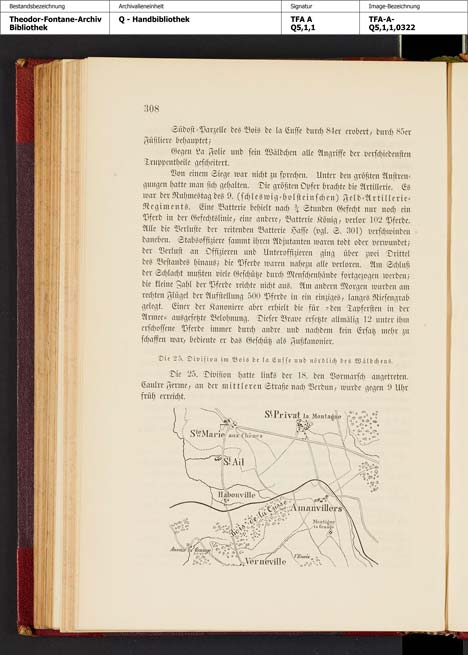 Bestandsbezeichnung
Theodor-Fontane-Archiv
Bibliothek
Archivalieneinheit
Q - Handbibliothek
Signatur
TFA A
Q5,1,1
Image-Bezeichnung
TFA-A-
Q5,1,1,0322
308
Südost-Parzelle des Bois de la Cusse durch 84er erobert, durch 85er
Füsiliere behauptet;
Gegen La Folie und sein Wäldchen alle Angriffe der verschiedensten
Truppentheile gescheitert.
Von einem Siege war nicht zu sprechen. Unter den größten Anstren-
gungen hatte man sich gehalten. Die größten Opfer brachte die Artillerie. Es
war der Ruhmestag des 9. (schleswig-holsteinschen) Feld-Artillerie-
Regiments. Eine Batterie behielt nach ¾ Stunden Gefecht nur noch ein
Pferd in der Gefechtslinie, eine andere, Batterie König, verlor 102 Pferde.
Alle die Verluste der reitenden Batterie Hasse (vgl. S. 301) verschwinden
daneben. Stabsoffiziere sammt ihren Adjutanten waren todt oder verwundet;
der Verlust an Offizieren und Unteroffizieren ging über zwei Drittel
des Bestandes hinaus; die Pferde waren nahezu alle verloren. Am Schluß
der Schlacht mußten viele Geschütze durch Menschenhände fortgezogen werden;
die kleine Zahl der Pferde reichte nicht aus. Am andern Morgen wurden am
rechten Flügel der Aufstellung 500 Pferde in ein einziges, langes Riesengrab
gelegt. Einer der Kanoniere aber erhielt die für »den Tapfersten in der
Armee« ausgesetzte Belohnung. Dieser Brave ersetzte allmälig 12 unter ihm
erschossene Pferde immer durch andre und nachdem kein Ersatz mehr zu
schaffen war, bediente er das Geschütz als Fußkanonier.
Die 25. Division im Bois de la Cusse und nördlich des Wäldchens.
Die 25. Division hatte links der 18. den Vormarsch angetreten.
Caulre Ferme, an der mittleren Straße nach Verdun, wurde gegen 9 Uhr
früh erreicht.
St Privat la Montagne
Ste Marie aux Chênes
St Ail
Habonville
Bois de la Cusse
Amanvillers
Montigny
la Grange
Anoux la Grange
l'Envie
Verneville